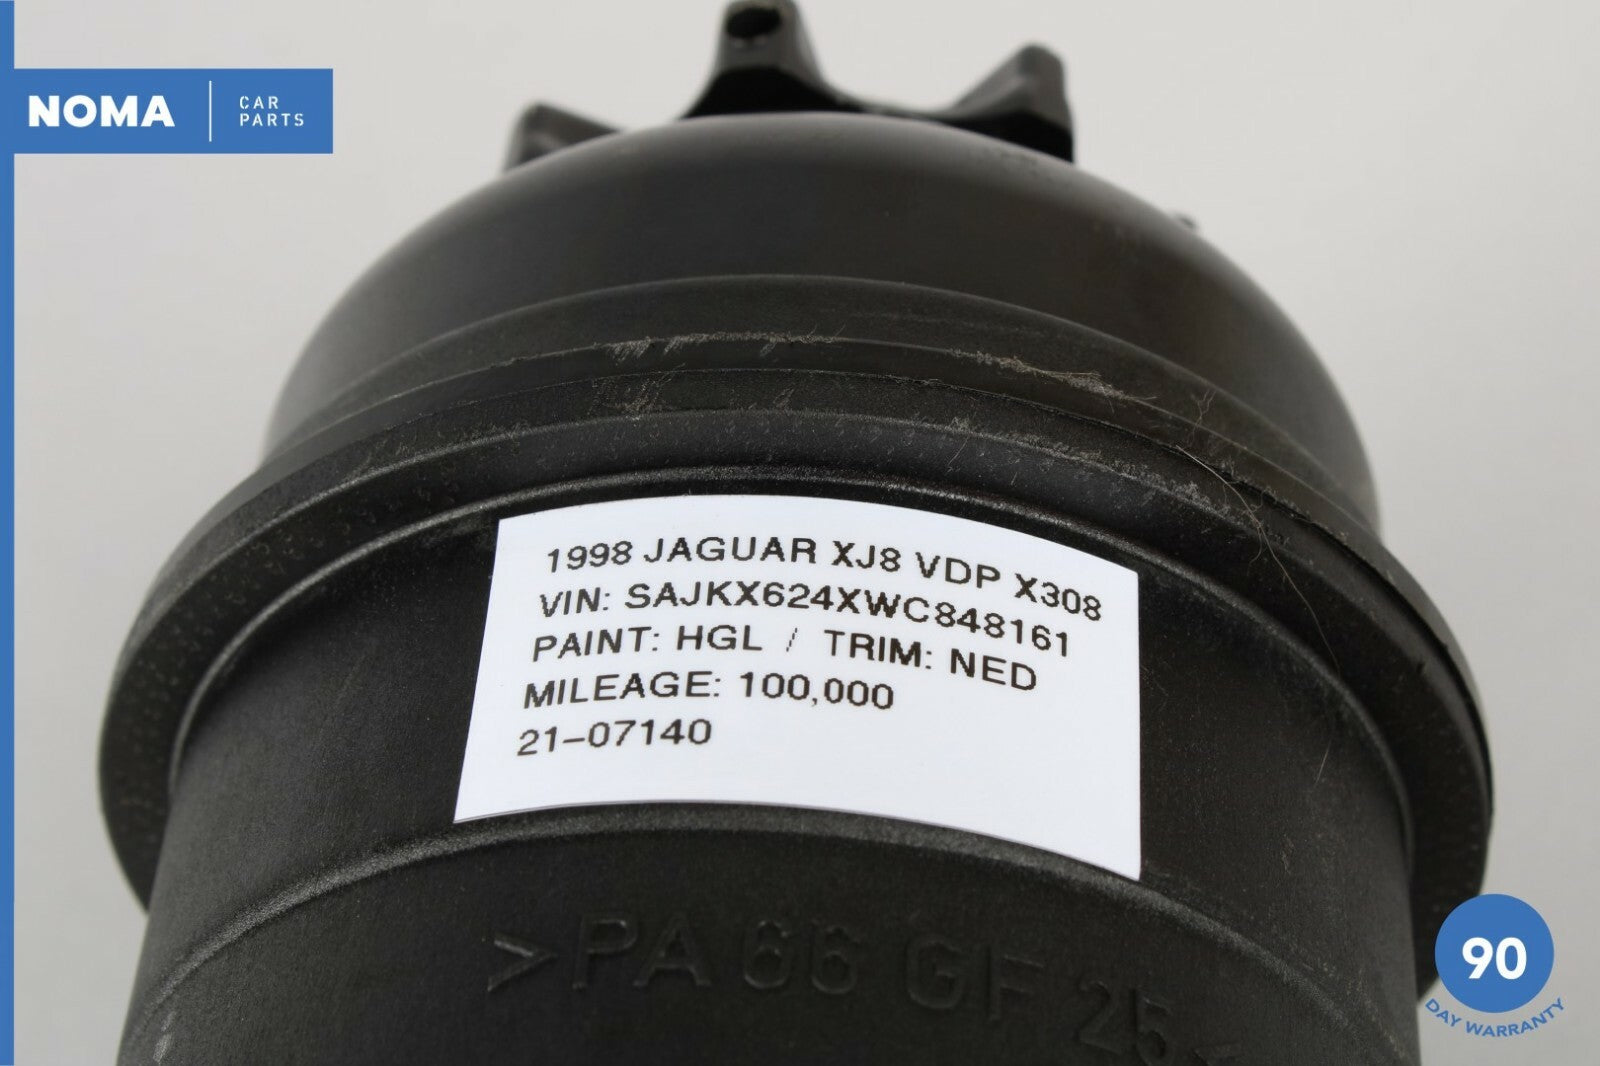 NOMA
CAR
PARTS
1998 JAGUAR XJ8 VDP X308
VIN: SAJKX624XWC848161
PAINT: HGL / TRIM: NED
MILEAGE: 100,000
21-07140
>PA 66 GF 25<
90
DAY WARRANTY